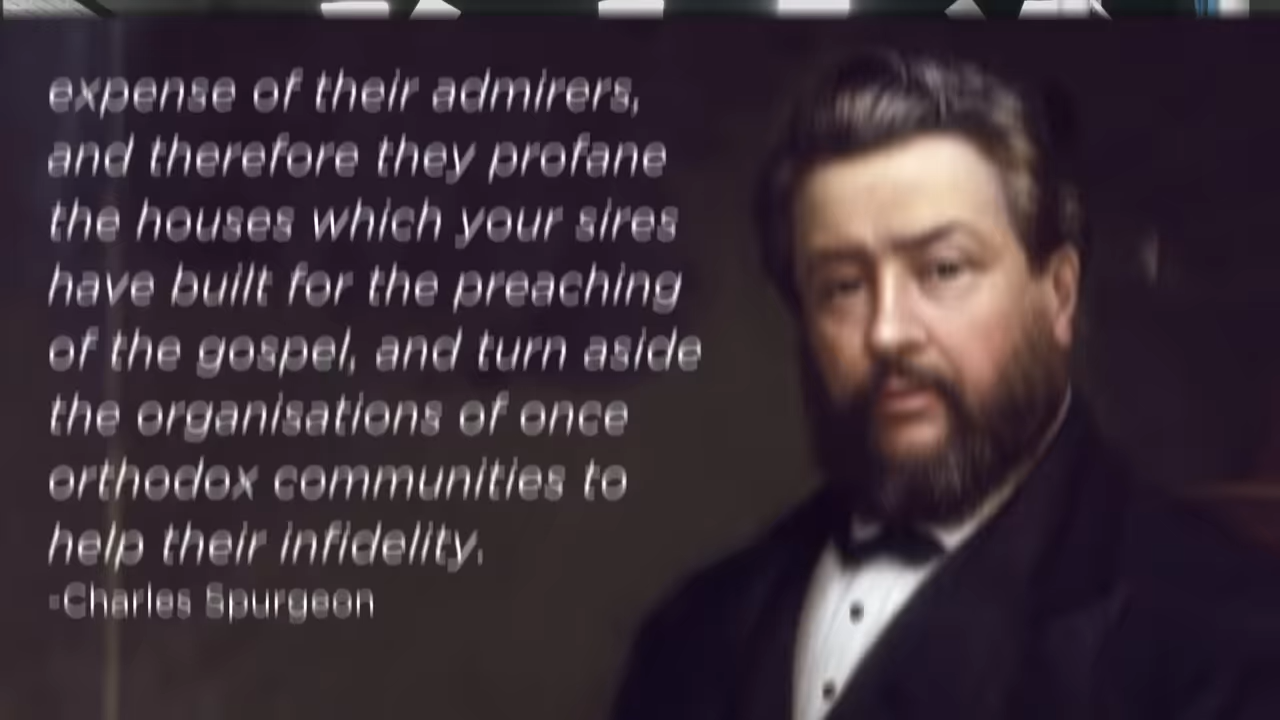 expense of their admirers,
and therefore they profane
the houses which your sires
have built for the preaching
of the gospel, and turn aside
the organisations of once
orthodox communities to
help their infidelity.
-Charles Spurgeon